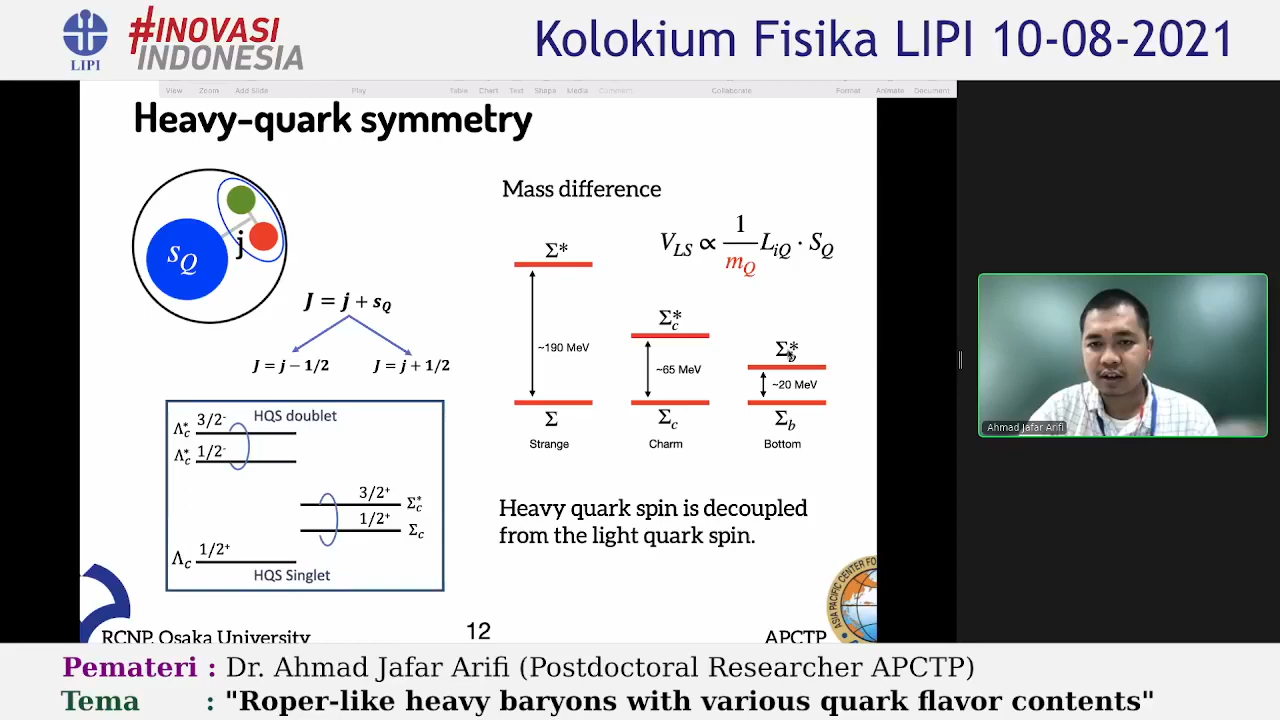 LIPI
#INOVASI
INDONESIA
Kolokium Fisika LIPI 10-08-2021
View Zoom Add Slide Play Table Chart Text Shape Media Comment Collaborate Format Animate Document
Heavy-quark symmetry
s_Q
j
J = j + s_Q
J = j − 1/2
J = j + 1/2
HQS doublet
Λ_c* 3/2⁻
Λ_c* 1/2⁻
3/2⁺ Σ_c*
1/2⁺ Σ_c
Λ_c 1/2⁺
HQS Singlet
Mass difference
V_LS ∝ 1/m_Q L_iQ · S_Q
Σ*
~190 MeV
Σ
Strange
Σ_c*
~65 MeV
Σ_c
Charm
Σ_b*
~20 MeV
Σ_b
Bottom
Heavy quark spin is decoupled
from the light quark spin.
RCNP, Osaka University
12
APCTP
ASIA PACIFIC CENTER FO
Ahmad Jafar Arifi
Pemateri : Dr. Ahmad Jafar Arifi (Postdoctoral Researcher APCTP)
Tema : "Roper-like heavy baryons with various quark flavor contents"